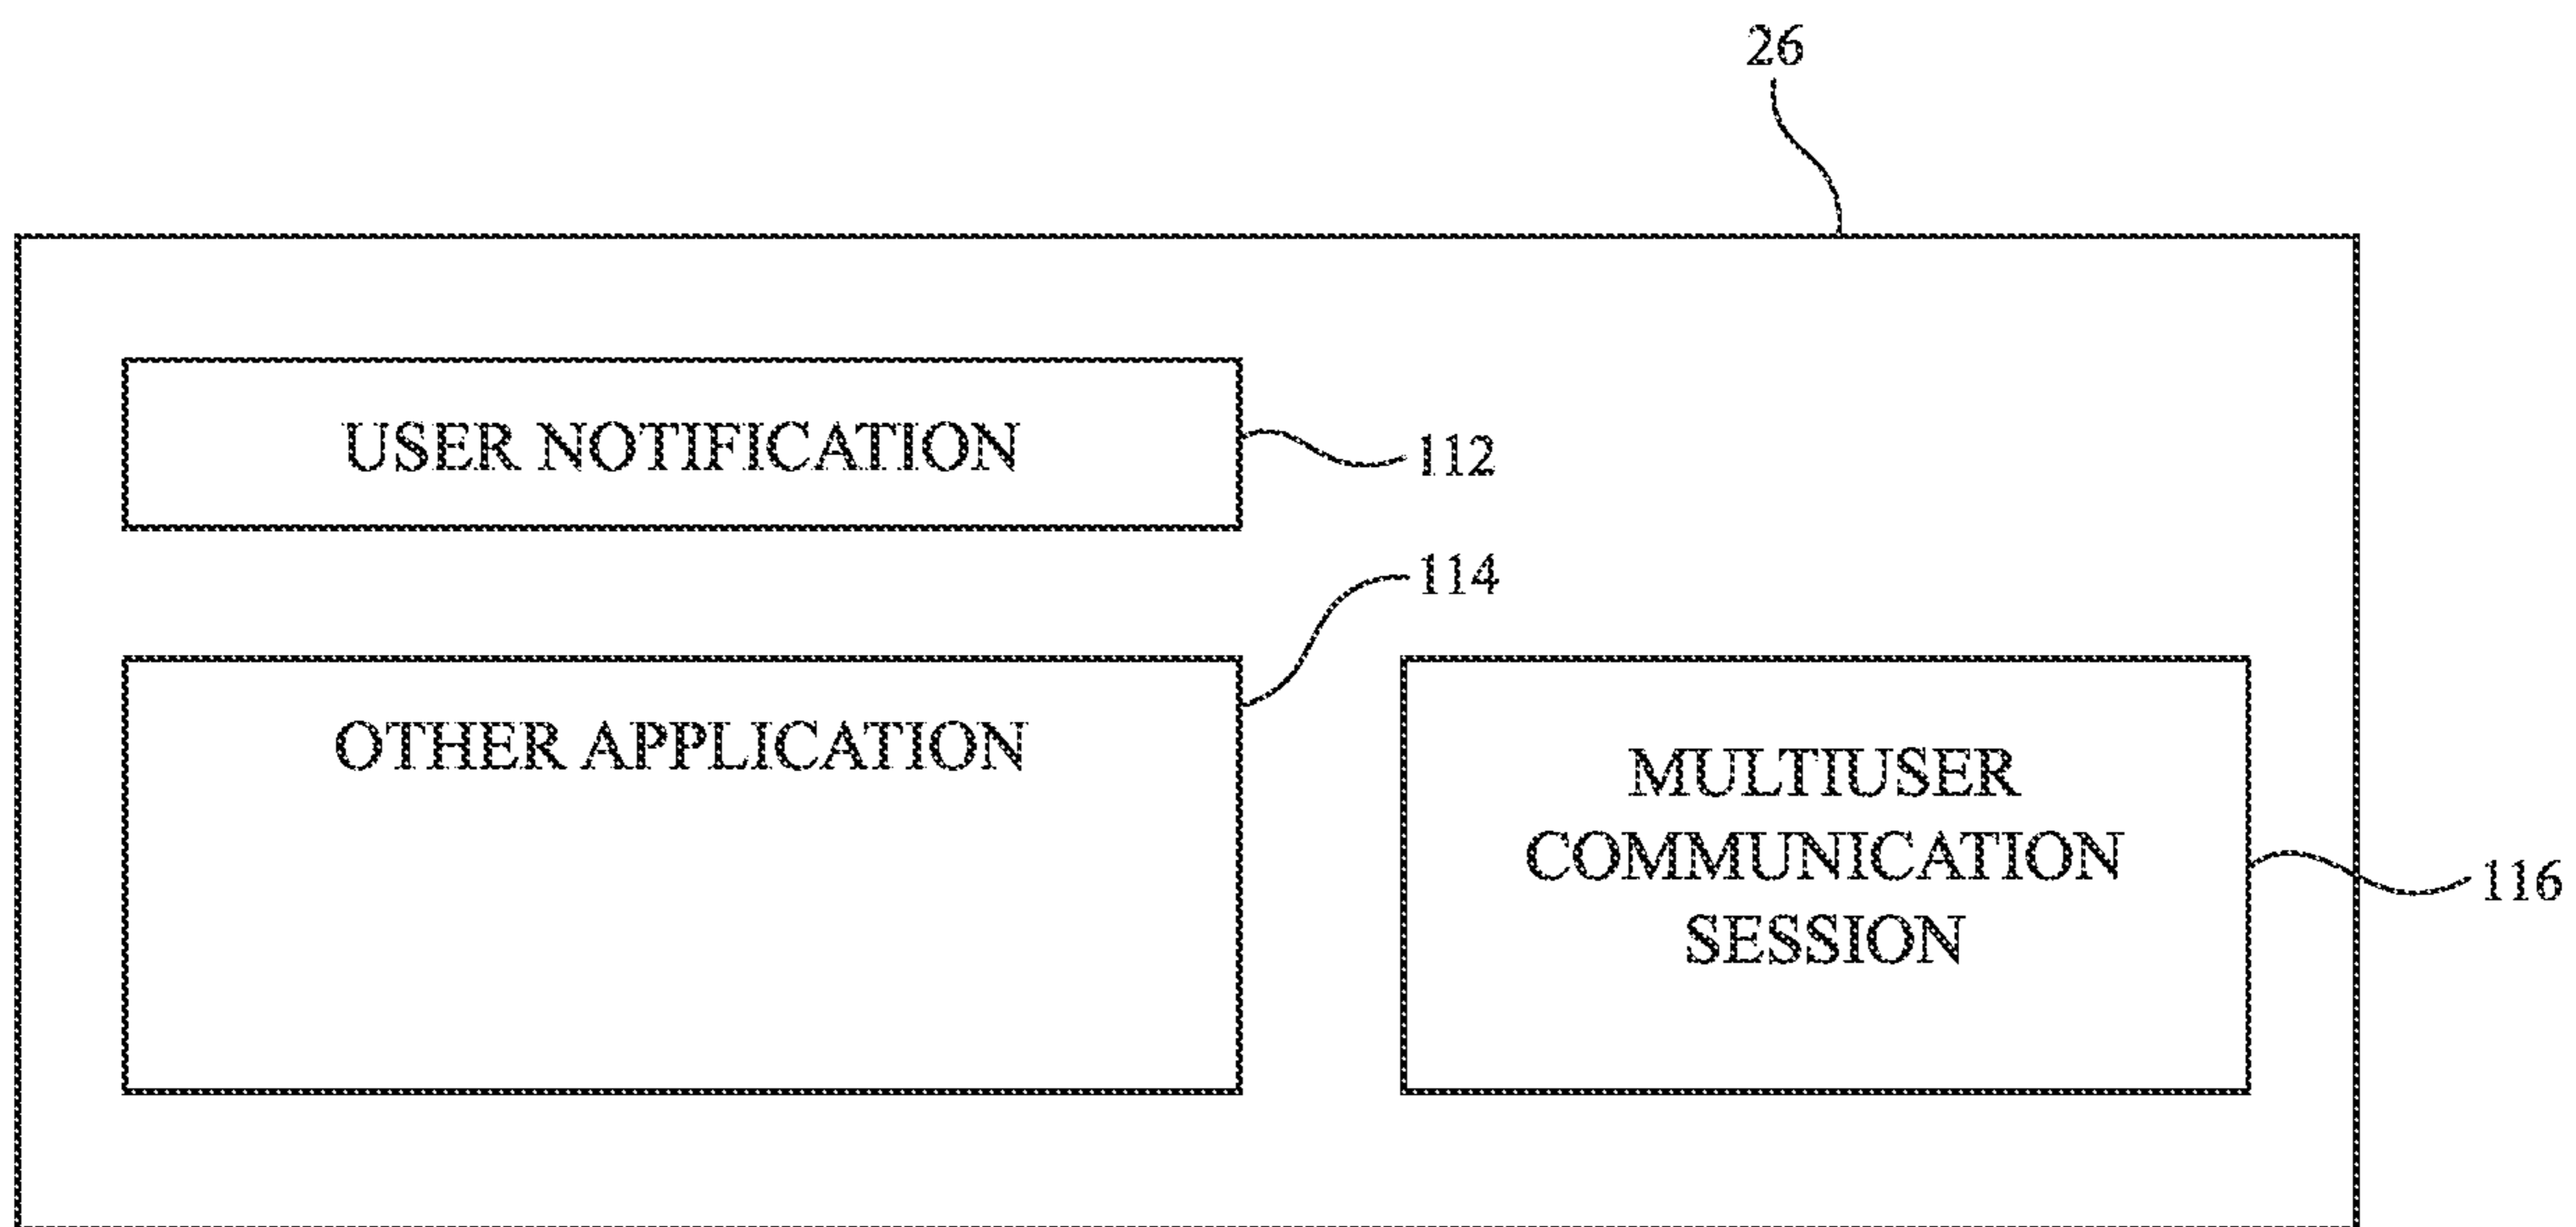 26
USER NOTIFICATION
112
114
OTHER APPLICATION
MULTIUSER
COMMUNICATION
SESSION
116